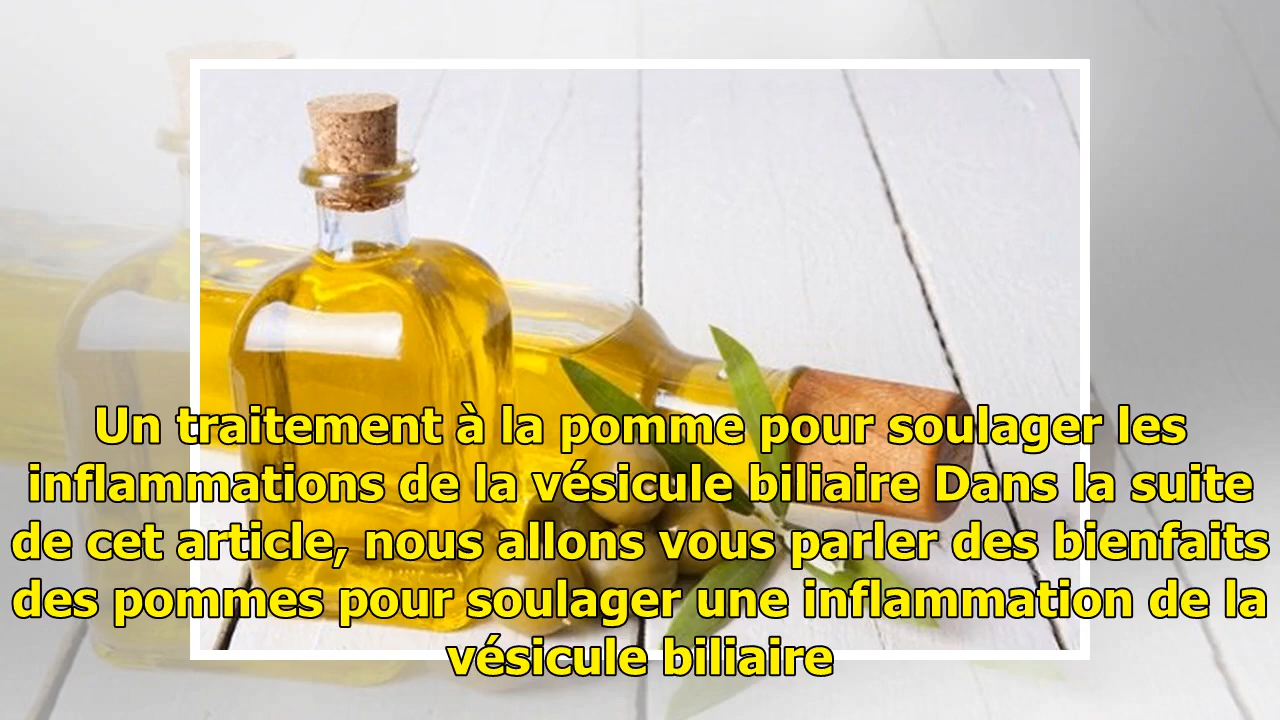 Un traitement à la pomme pour soulager les
inflammations de la vésicule biliaire Dans la suite
de cet article, nous allons vous parler des bienfaits
des pommes pour soulager une inflammation de la
vésicule biliaire